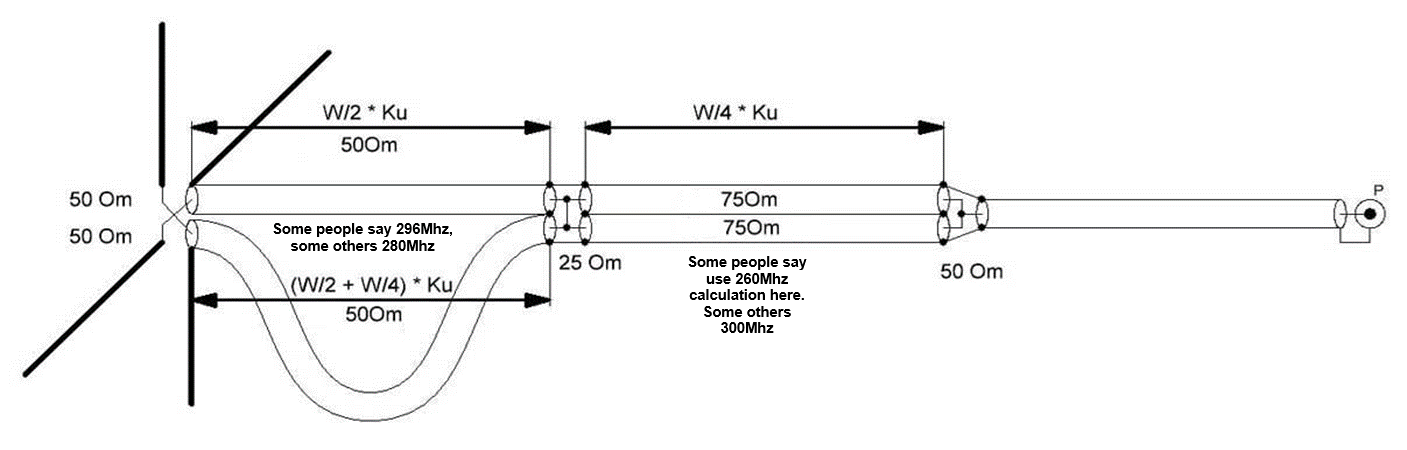 W/2 * Ku
50Om
W/4 * Ku
50 Om
50 Om
75Om
75Om
P
Some people say 296Mhz,
some others 280Mhz
25 Om
50 Om
(W/2 + W/4) * Ku
50Om
Some people say
use 260Mhz
calculation here.
Some others
300Mhz